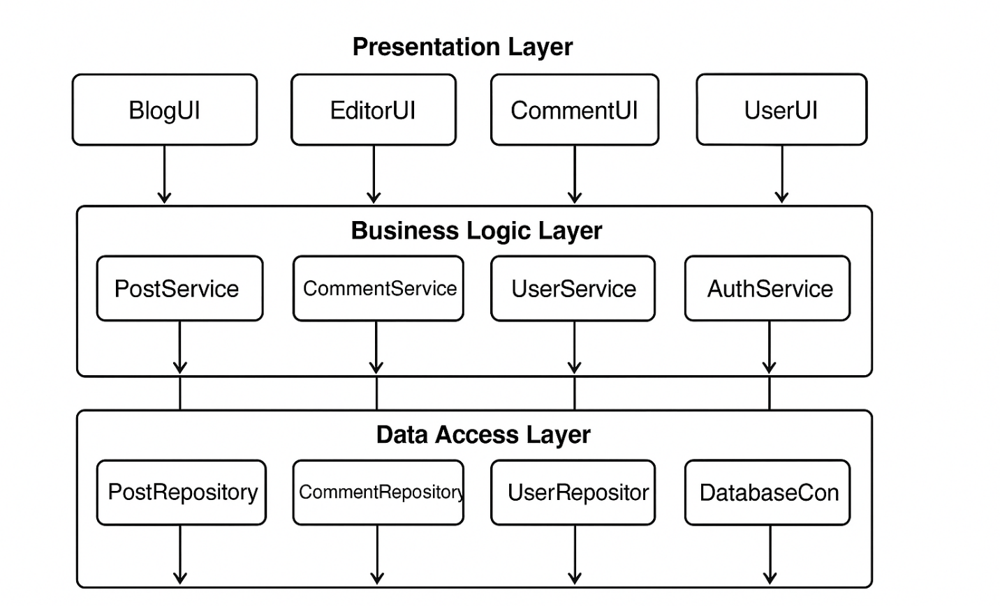 Presentation Layer
BlogUI
EditorUI
CommentUI
UserUI
Business Logic Layer
PostService
CommentService
UserService
AuthService
Data Access Layer
PostRepository
CommentRepository
UserRepositor
DatabaseCon